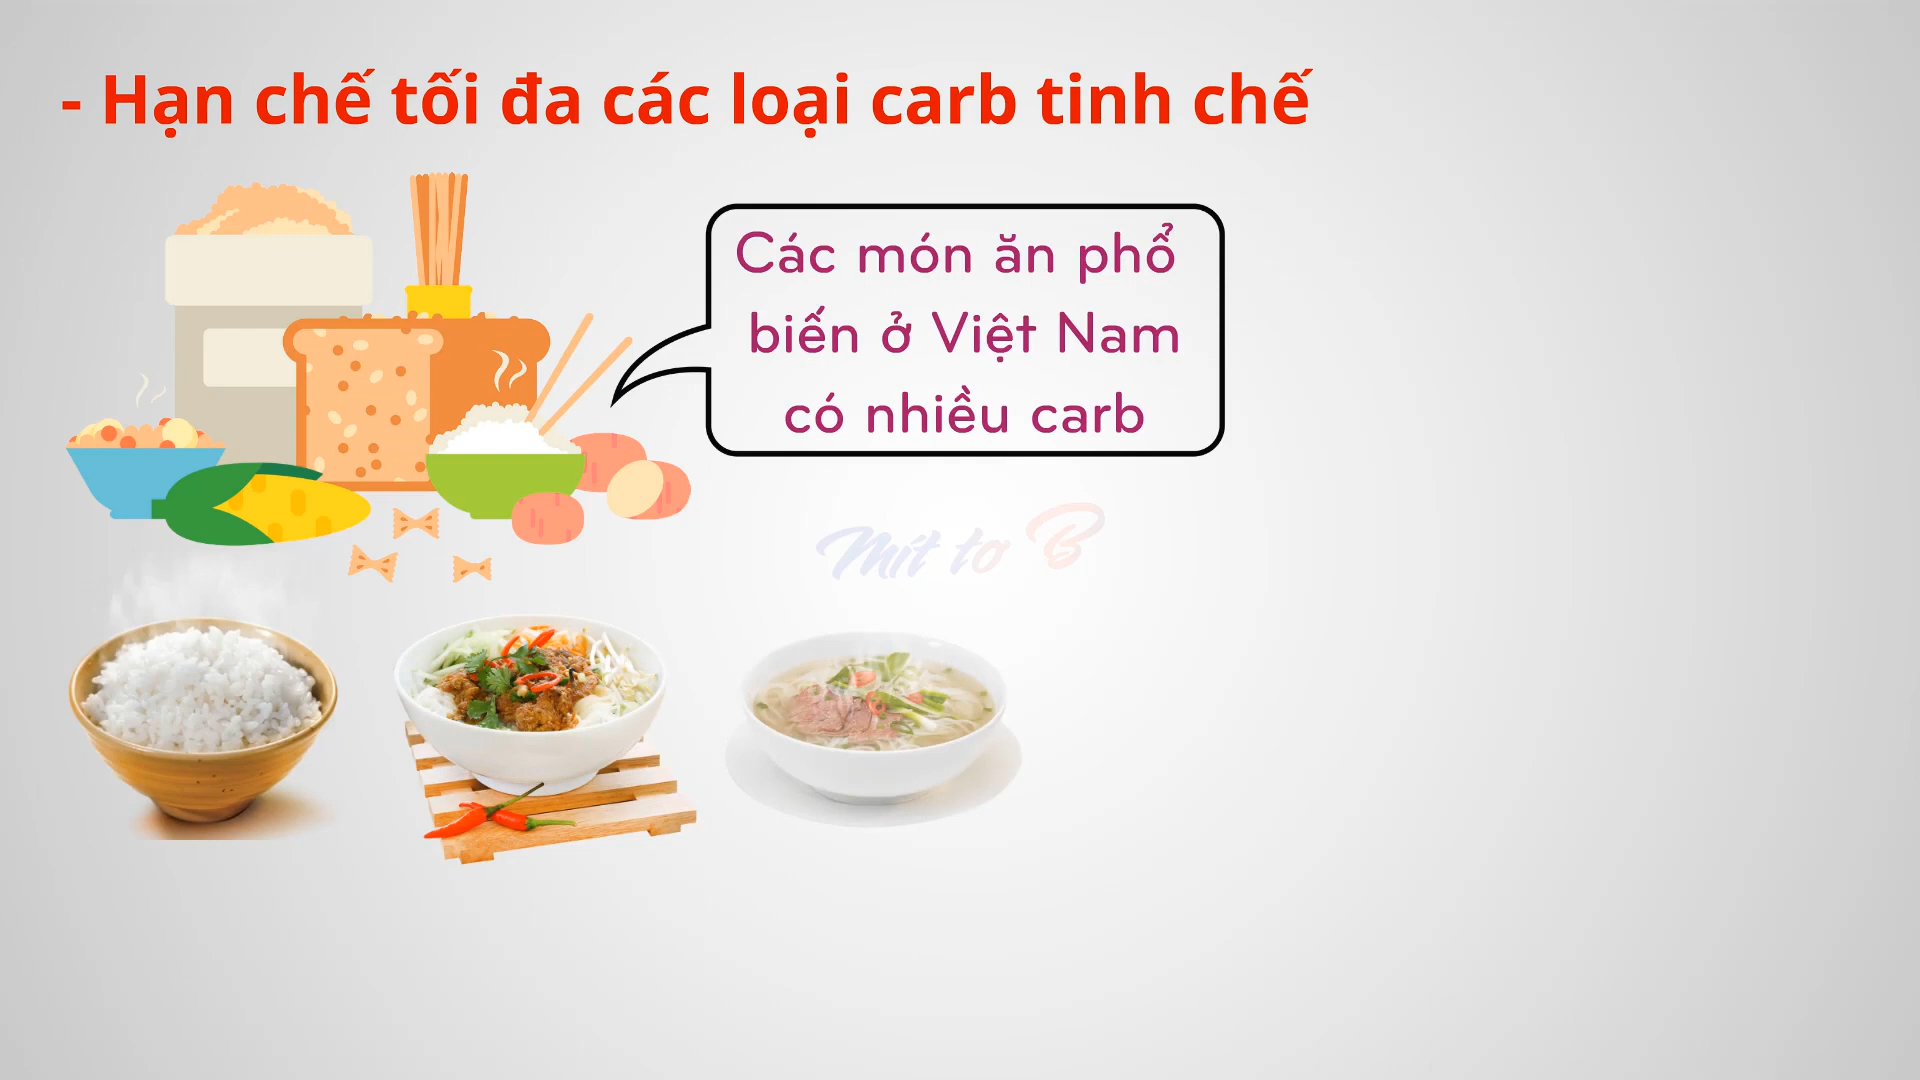 - Hạn chế tối đa các loại carb tinh chế
Các món ăn phổ
biến ở Việt Nam
có nhiều carb
Mít tơ B